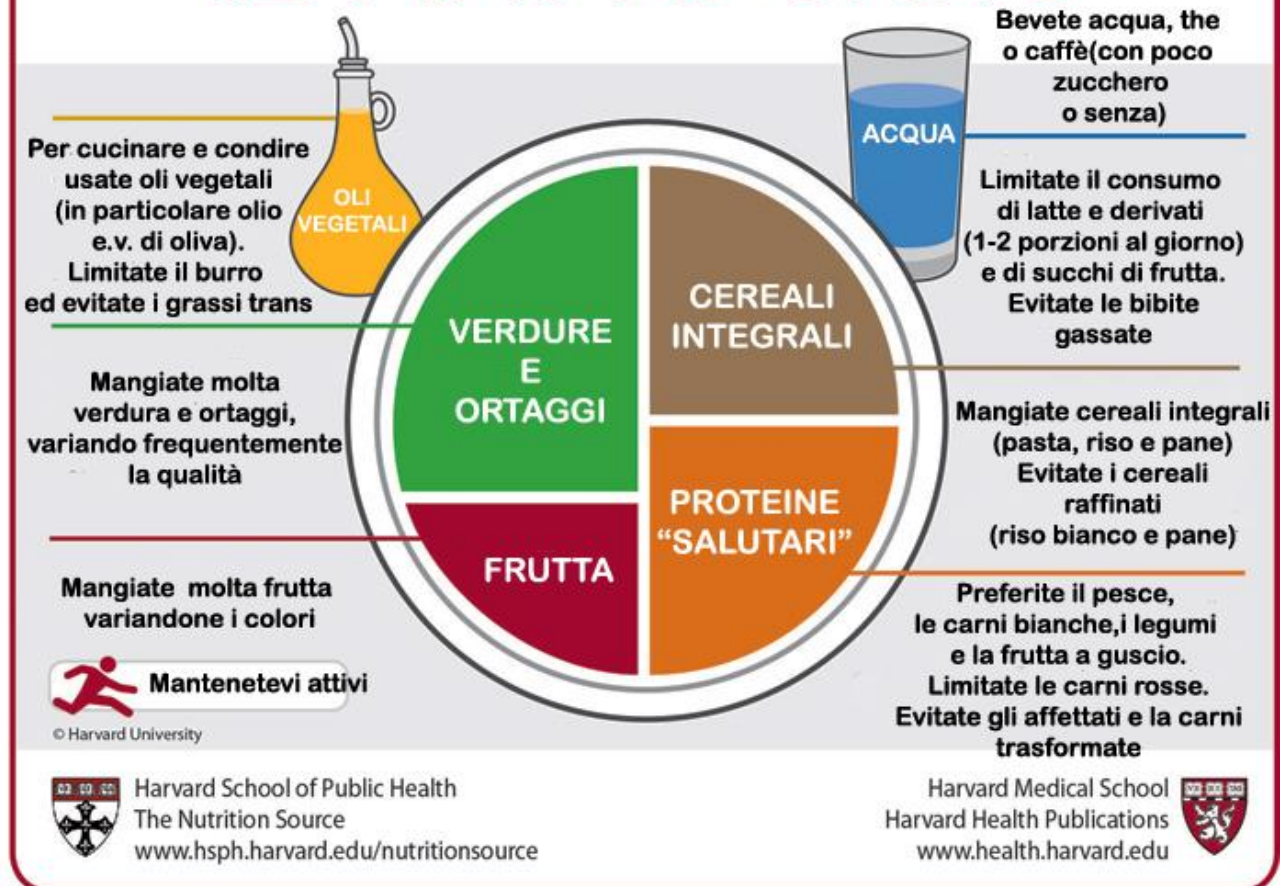 Per cucinare e condire
usate oli vegetali
(in particolare olio
e.v. di oliva).
Limitate il burro
ed evitate i grassi trans
OLI
VEGETALI
Mangiate molta
verdura e ortaggi,
variando frequentemente
la qualità
Mangiate molta frutta
variandone i colori
Mantenetevi attivi
© Harvard University
VERDURE
E
ORTAGGI
FRUTTA
CEREALI
INTEGRALI
PROTEINE
“SALUTARI”
ACQUA
Bevete acqua, the
o caffè(con poco
zucchero
o senza)
Limitate il consumo
di latte e derivati
(1-2 porzioni al giorno)
e di succhi di frutta.
Evitate le bibite
gassate
Mangiate cereali integrali
(pasta, riso e pane)
Evitate i cereali
raffinati
(riso bianco e pane)
Preferite il pesce,
le carni bianche,i legumi
e la frutta a guscio.
Limitate le carni rosse.
Evitate gli affettati e la carni
trasformate
Harvard School of Public Health
The Nutrition Source
www.hsph.harvard.edu/nutritionsource
Harvard Medical School
Harvard Health Publications
www.health.harvard.edu